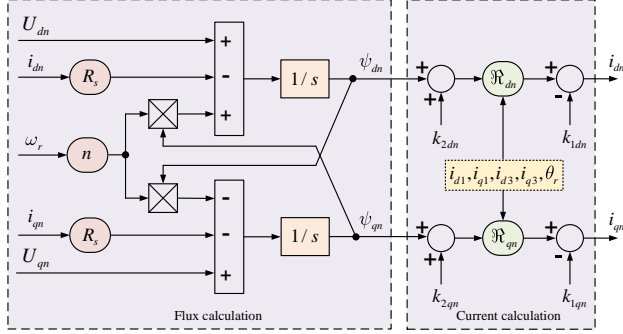 U_dn
+
i_dn
R_s
-
1 / s
ψ_dn
+
+
k_2dn
ℜ_dn
+
-
k_1dn
i_dn
+
ω_r
n
i_d1, i_q1, i_d3, i_q3, θ_r
-
i_qn
R_s
-
1 / s
ψ_qn
+
+
k_2qn
ℜ_qn
+
-
k_1qn
i_qn
U_qn
+
Flux calculation
Current calculation